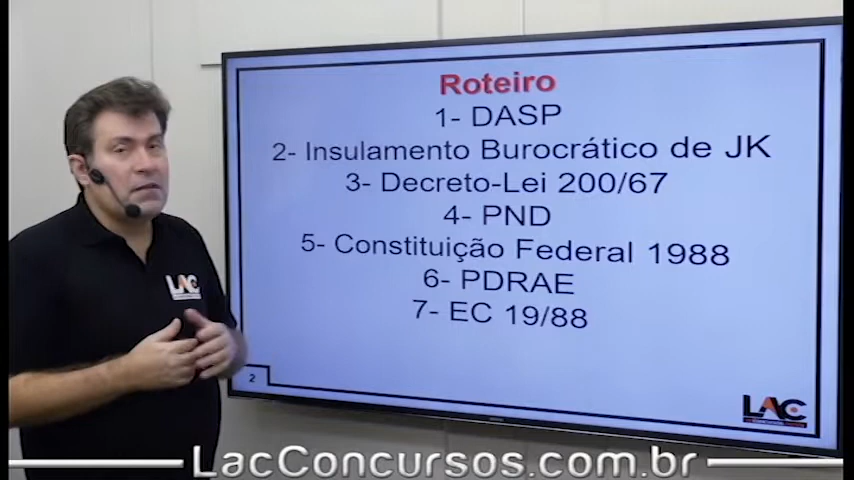 Roteiro
1- DASP
2- Insulamento Burocrático de JK
3- Decreto-Lei 200/67
4- PND
5- Constituição Federal 1988
6- PDRAE
7- EC 19/88
LAC
2
LAC
CONCURSOS
LacConcursos.com.br